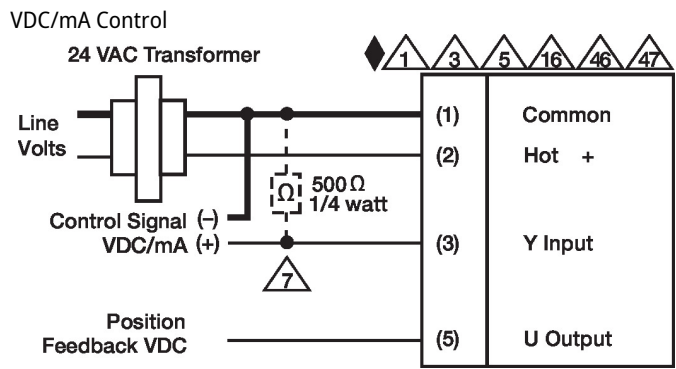 VDC/mA Control
24 VAC Transformer
1 3 5 16 46 47
Line
Volts
(1) Common
(2) Hot +
Ω 500 Ω
1/4 watt
Control Signal (–)
VDC/mA (+)
(3) Y Input
7
Position
Feedback VDC
(5) U Output